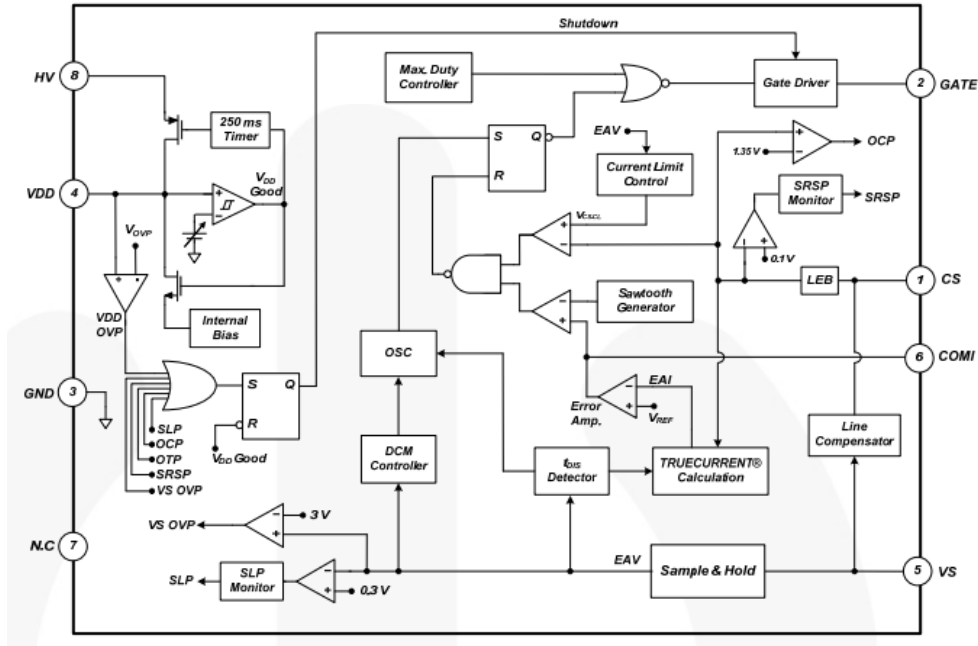 Shutdown
HV
8
Max. Duty
Controller
Gate Driver
2
GATE
250 ms
Timer
S
Q
R
EAV
Current Limit
Control
1.35V
+
-
OCP
VDD
4
VDD
Good
+
-
SRSP
Monitor
SRSP
VCSCL
+
-
-
+
0.1V
VOVP
+
-
LEB
1
CS
Internal
Bias
VDD
OVP
-
+
Sawtooth
Generator
OSC
6
COMI
GND
3
S
Q
R
EAI
Error
Amp.
-
+
VREF
SLP
OCP
OTP
SRSP
VS OVP
VDD Good
DCM
Controller
tDIS
Detector
TRUECURRENT®
Calculation
Line
Compensator
N.C
7
VS OVP
-
+
3 V
SLP
SLP
Monitor
-
+
0.3 V
EAV
Sample & Hold
5
VS